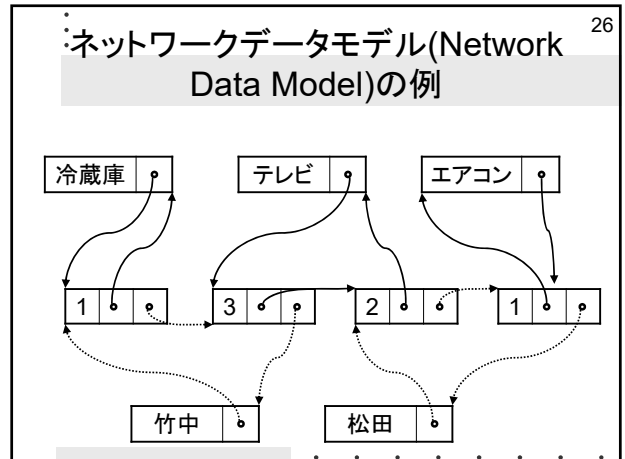 26
ネットワークデータモデル(Network
Data Model)の例
冷蔵庫
テレビ
エアコン
1
3
2
1
竹中
松田